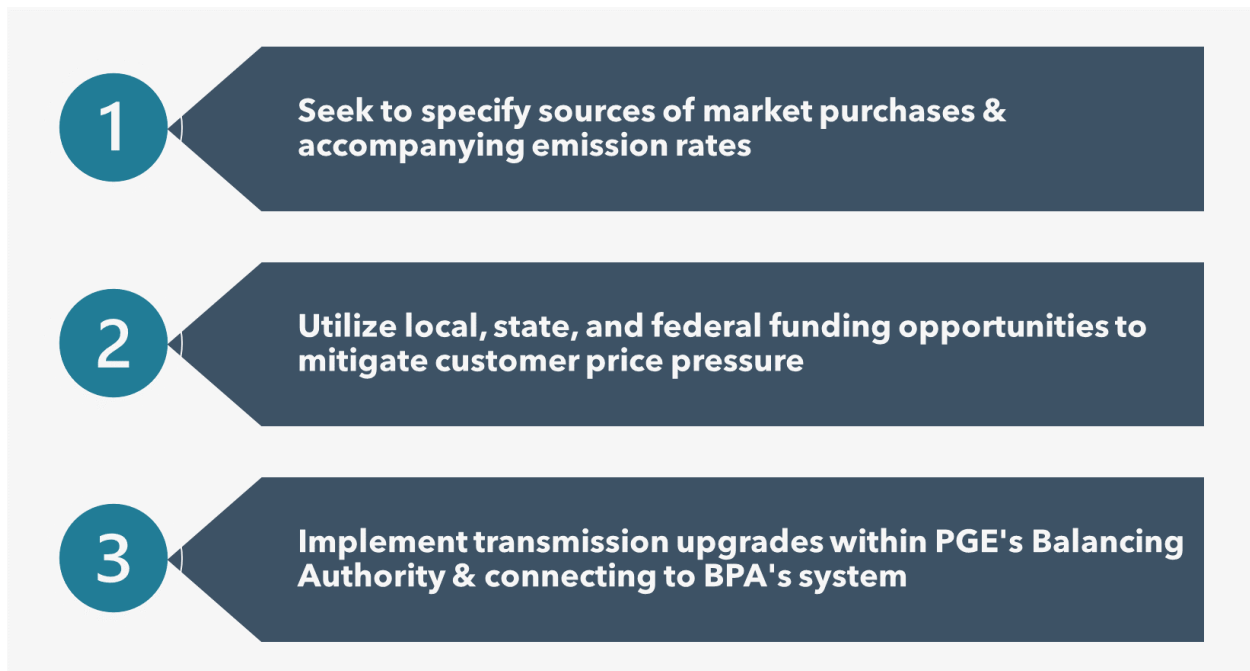 1
Seek to specify sources of market purchases &
accompanying emission rates
2
Utilize local, state, and federal funding opportunities to
mitigate customer price pressure
3
Implement transmission upgrades within PGE's Balancing
Authority & connecting to BPA's system